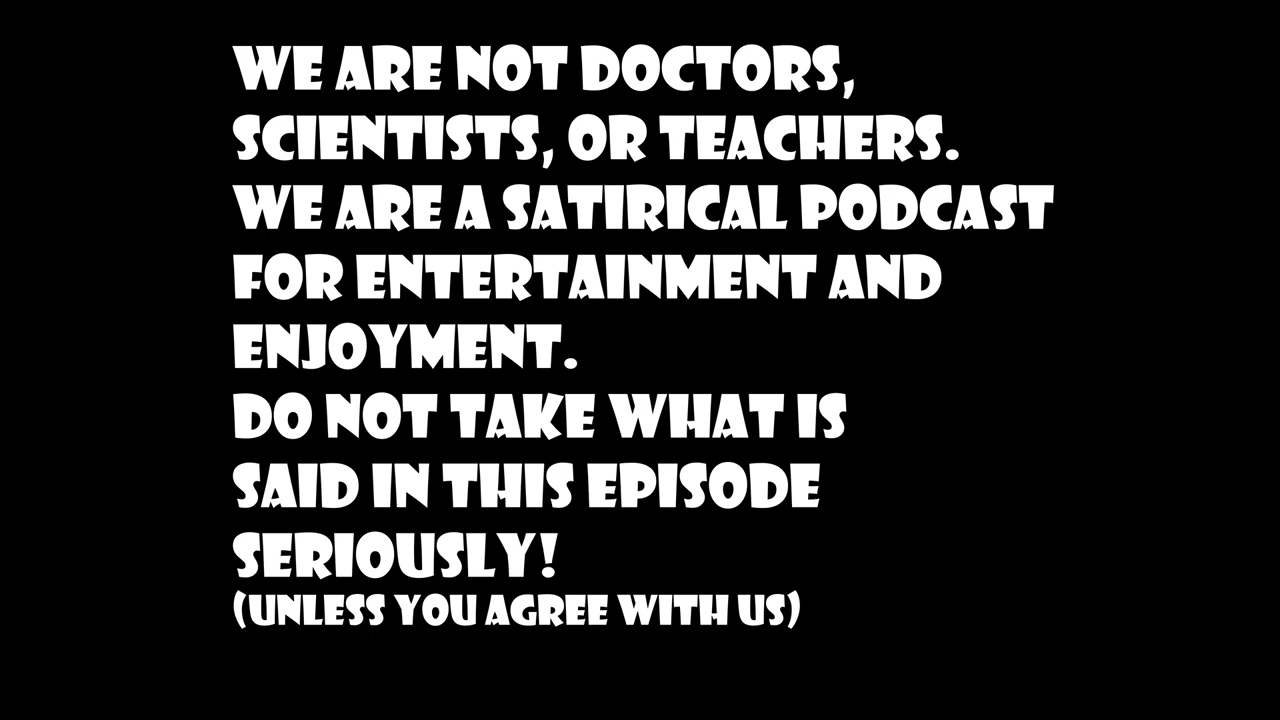 WE ARE NOT DOCTORS,
SCIENTISTS, OR TEACHERS.
WE ARE A SATIRICAL PODCAST
FOR ENTERTAINMENT AND
ENJOYMENT.
DO NOT TAKE WHAT IS
SAID IN THIS EPISODE
SERIOUSLY!
(UNLESS YOU AGREE WITH US)